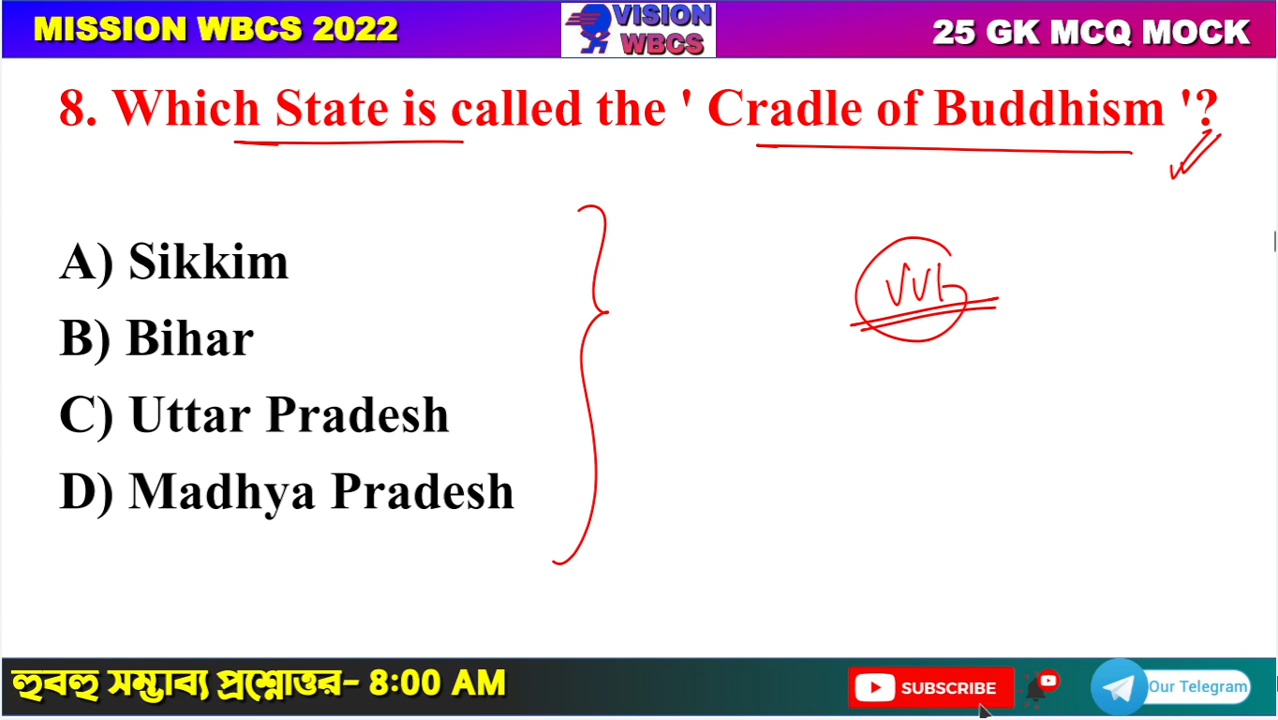 MISSION WBCS 2022
VISION
WBCS
25 GK MCQ MOCK
8. Which State is called the ' Cradle of Buddhism '?
A) Sikkim
B) Bihar
C) Uttar Pradesh
D) Madhya Pradesh
হুবহু সম্ভাব্য প্রশ্নোত্তর- 8:00 AM
SUBSCRIBE
Our Telegram